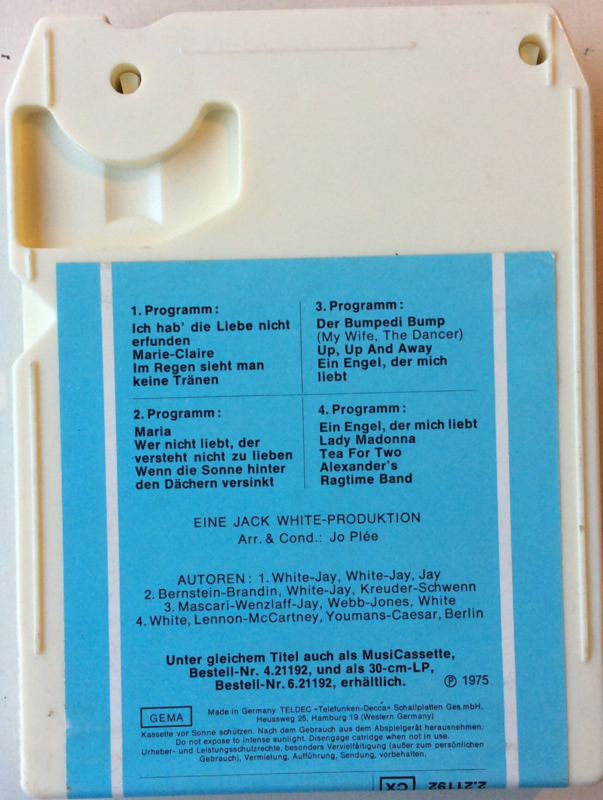 1. Programm:
Ich hab' die Liebe nicht
erfunden
Marie-Claire
Im Regen sieht man
keine Tränen
3. Programm:
Der Bumpedi Bump
(My Wife, The Dancer)
Up, Up And Away
Ein Engel, der mich
liebt
2. Programm:
Maria
Wer nicht liebt, der
versteht nicht zu lieben
Wenn die Sonne hinter
den Dächern versinkt
4. Programm:
Ein Engel, der mich liebt
Lady Madonna
Tea For Two
Alexander's
Ragtime Band
EINE JACK WHITE-PRODUKTION
Arr. & Cond.: Jo Plée
AUTOREN: 1. White-Jay, White-Jay, Jay
2. Bernstein-Brandin, White-Jay, Kreuder-Schwenn
3. Mascari-Wenzlaff-Jay, Webb-Jones, White
4. White, Lennon-McCartney, Youmans-Caesar, Berlin
Unter gleichem Titel auch als MusiCassette,
Bestell-Nr. 4.21192, und als 30-cm-LP,
Bestell-Nr. 6.21192, erhältlich. ℗ 1975
GEMA
Made in Germany TELDEC »Telefunken-Decca« Schallplatten Ges.mbH.
Heussweg 25, Hamburg 19 (Western Germany)
Kassette vor Sonne schützen. Nach dem Gebrauch aus dem Abspielgerät herausnehmen.
Do not expose to intense sunlight. Disengage catridge when not in use.
Urheber- und Leistungsschutzrechte, besonders Vervielfältigung (außer zum persönlichen
Gebrauch), Vermietung, Aufführung, Sendung, vorbehalten.
2.21192 CX